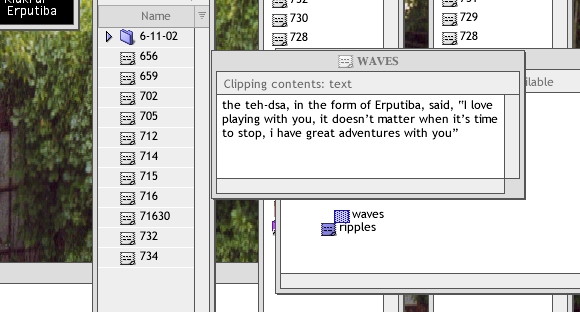 Erputiba
Name
6-11-02
656
659
702
705
712
714
715
716
71630
732
734
730
728
729
728
WAVES
Clipping contents: text
the teh-dsa, in the form of Erputiba, said, "I love
playing with you, it doesn't matter when it's time
to stop, i have great adventures with you"
ilable
waves
ripples